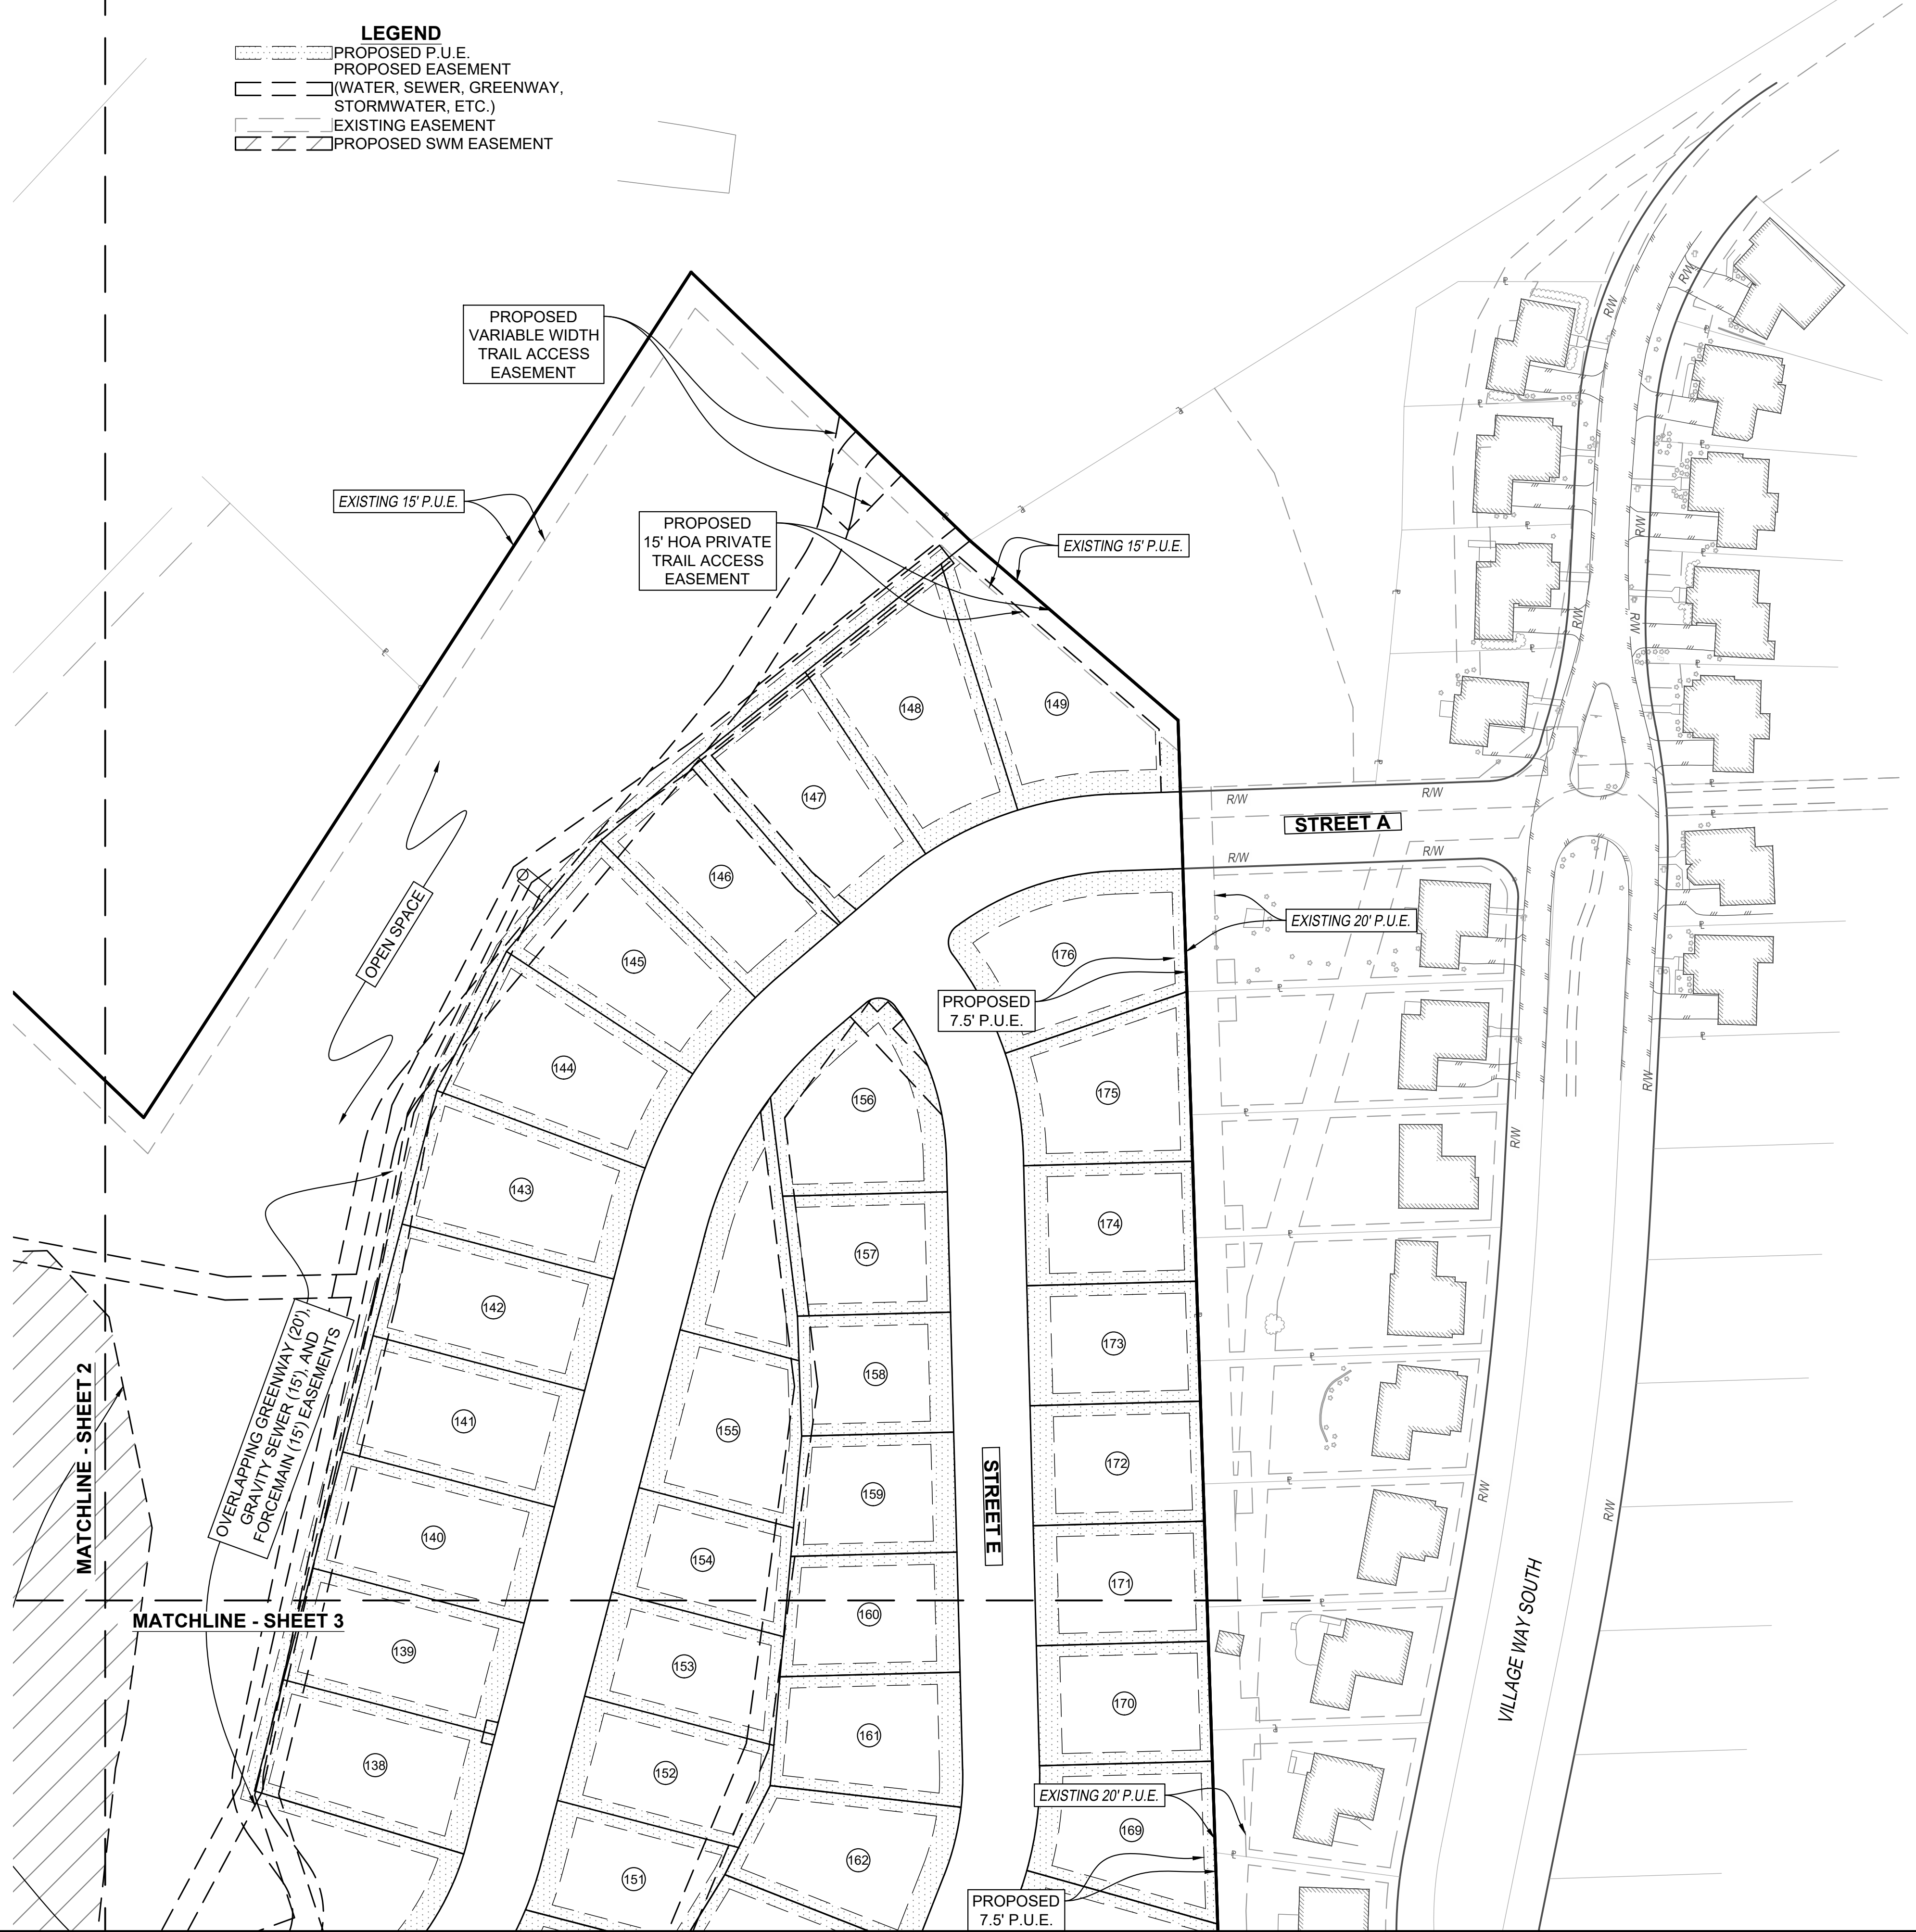 LEGEND
PROPOSED P.U.E.
PROPOSED EASEMENT
(WATER, SEWER, GREENWAY,
STORMWATER, ETC.)
EXISTING EASEMENT
PROPOSED SWM EASEMENT
PROPOSED
VARIABLE WIDTH
TRAIL ACCESS
EASEMENT
EXISTING 15' P.U.E.
PROPOSED
15' HOA PRIVATE
TRAIL ACCESS
EASEMENT
EXISTING 15' P.U.E.
R/W
R/W
R/W
R/W
R/W
R/W
149
148
147
146
145
144
143
142
141
140
139
138
R/W
R/W
STREET A
R/W
R/W
OPEN SPACE
EXISTING 20' P.U.E.
176
PROPOSED
7.5' P.U.E.
175
174
173
172
171
170
169
156
157
158
159
160
161
162
155
154
153
152
151
STREET E
R/W
R/W
R/W
R/W
VILLAGE WAY SOUTH
OVERLAPPING GREENWAY (20'),
GRAVITY SEWER (15'), AND
FORCEMAIN (15') EASEMENTS
MATCHLINE - SHEET 2
MATCHLINE - SHEET 3
EXISTING 20' P.U.E.
PROPOSED
7.5' P.U.E.